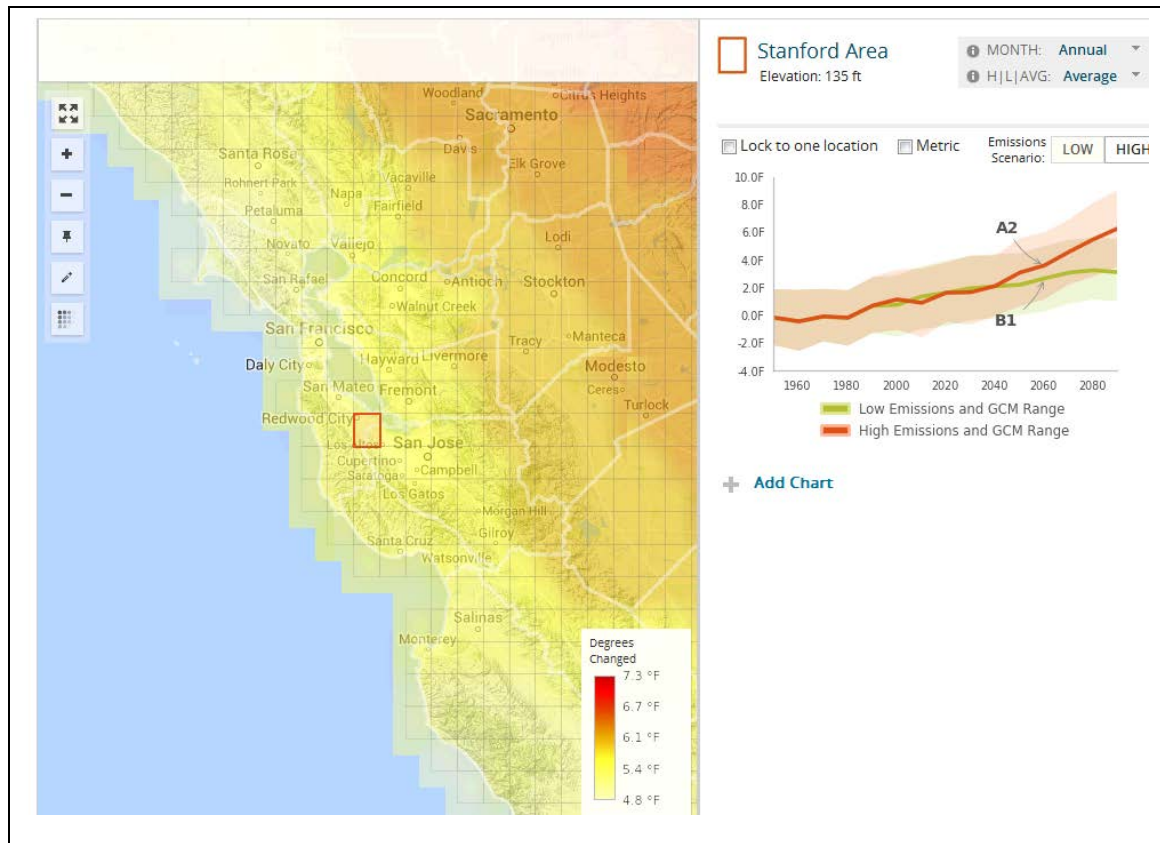 Woodland
Citrus Heights
Sacramento
Davis
Santa Rosa
Elk Grove
Rohnert Park
Vacaville
Napa
Fairfield
Petaluma
Lodi
Novato
Vallejo
San Rafael
Concord
Antioch
Stockton
Walnut Creek
San Francisco
Manteca
Tracy
Daly City
Hayward
Livermore
Modesto
San Mateo
Fremont
Ceres
Turlock
Redwood City
Los Altos
San Jose
Cupertino
Campbell
Saratoga
Los Gatos
Morgan Hill
Gilroy
Santa Cruz
Watsonville
Salinas
Monterey
Degrees
Changed
7.3 °F
6.7 °F
6.1 °F
5.4 °F
4.8 °F
Stanford Area
Elevation: 135 ft
MONTH: Annual
H|L|AVG: Average
Lock to one location
Metric
Emissions
Scenario:
LOW
HIGH
10.0F
8.0F
6.0F
4.0F
2.0F
0.0F
-2.0F
-4.0F
A2
B1
1960 1980 2000 2020 2040 2060 2080
Low Emissions and GCM Range
High Emissions and GCM Range
Add Chart